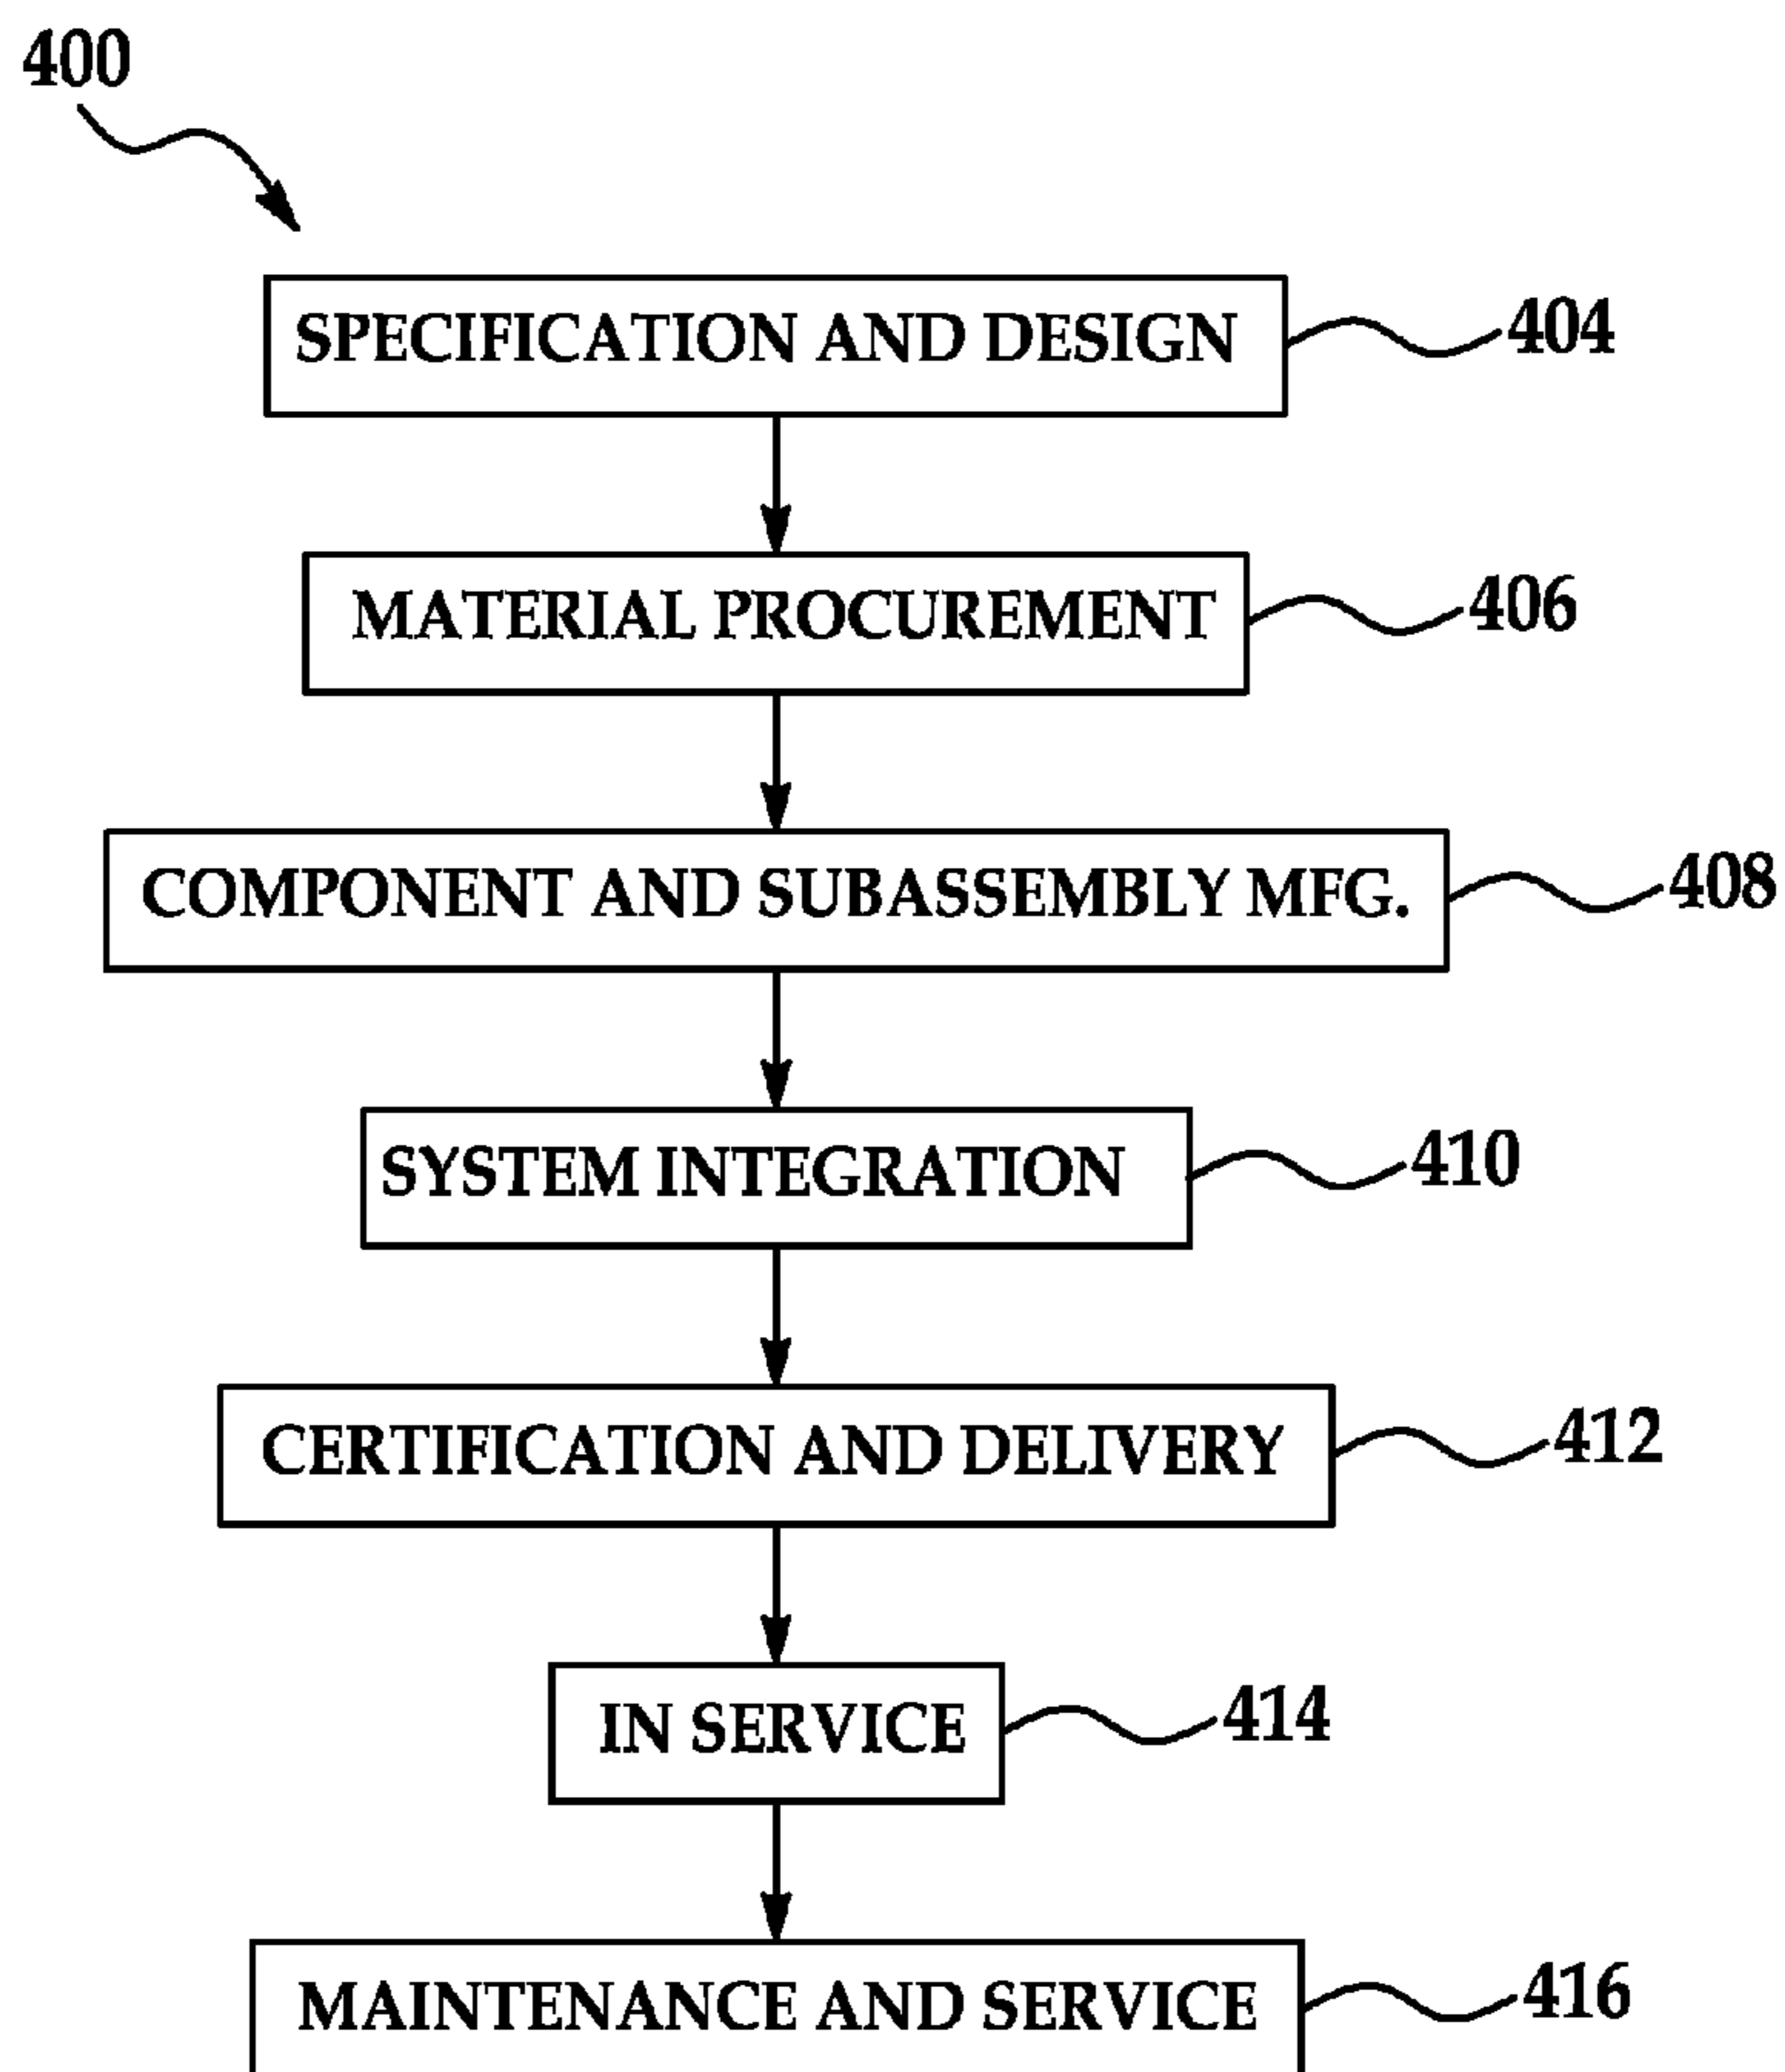 400
SPECIFICATION AND DESIGN 404
MATERIAL PROCUREMENT 406
COMPONENT AND SUBASSEMBLY MFG. 408
SYSTEM INTEGRATION 410
CERTIFICATION AND DELIVERY 412
IN SERVICE 414
MAINTENANCE AND SERVICE 416